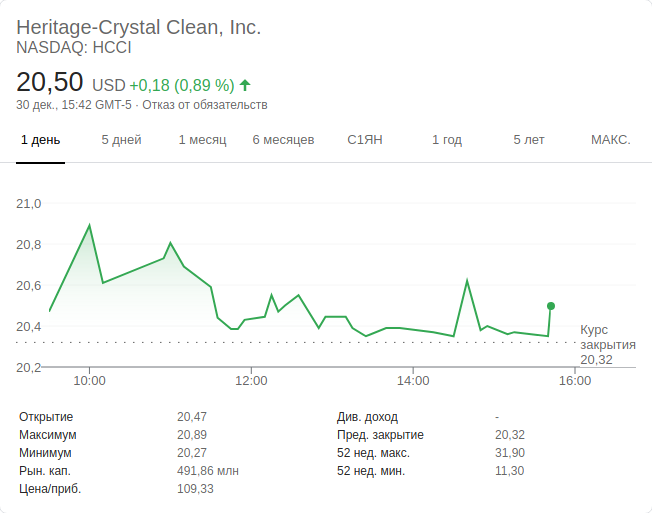 Heritage-Crystal Clean, Inc.
NASDAQ: HCCI
20,50 USD +0,18 (0,89 %)
30 дек., 15:42 GMT-5 · Отказ от обязательств
1 день 5 дней 1 месяц 6 месяцев С1ЯН 1 год 5 лет МАКС.
21,0
20,8
20,6
20,4
20,2
Курс
закрытия
20,32
10:00 12:00 14:00 16:00
Открытие 20,47 Див. доход -
Максимум 20,89 Пред. закрытие 20,32
Минимум 20,27 52 нед. макс. 31,90
Рын. кап. 491,86 млн 52 нед. мин. 11,30
Цена/приб. 109,33